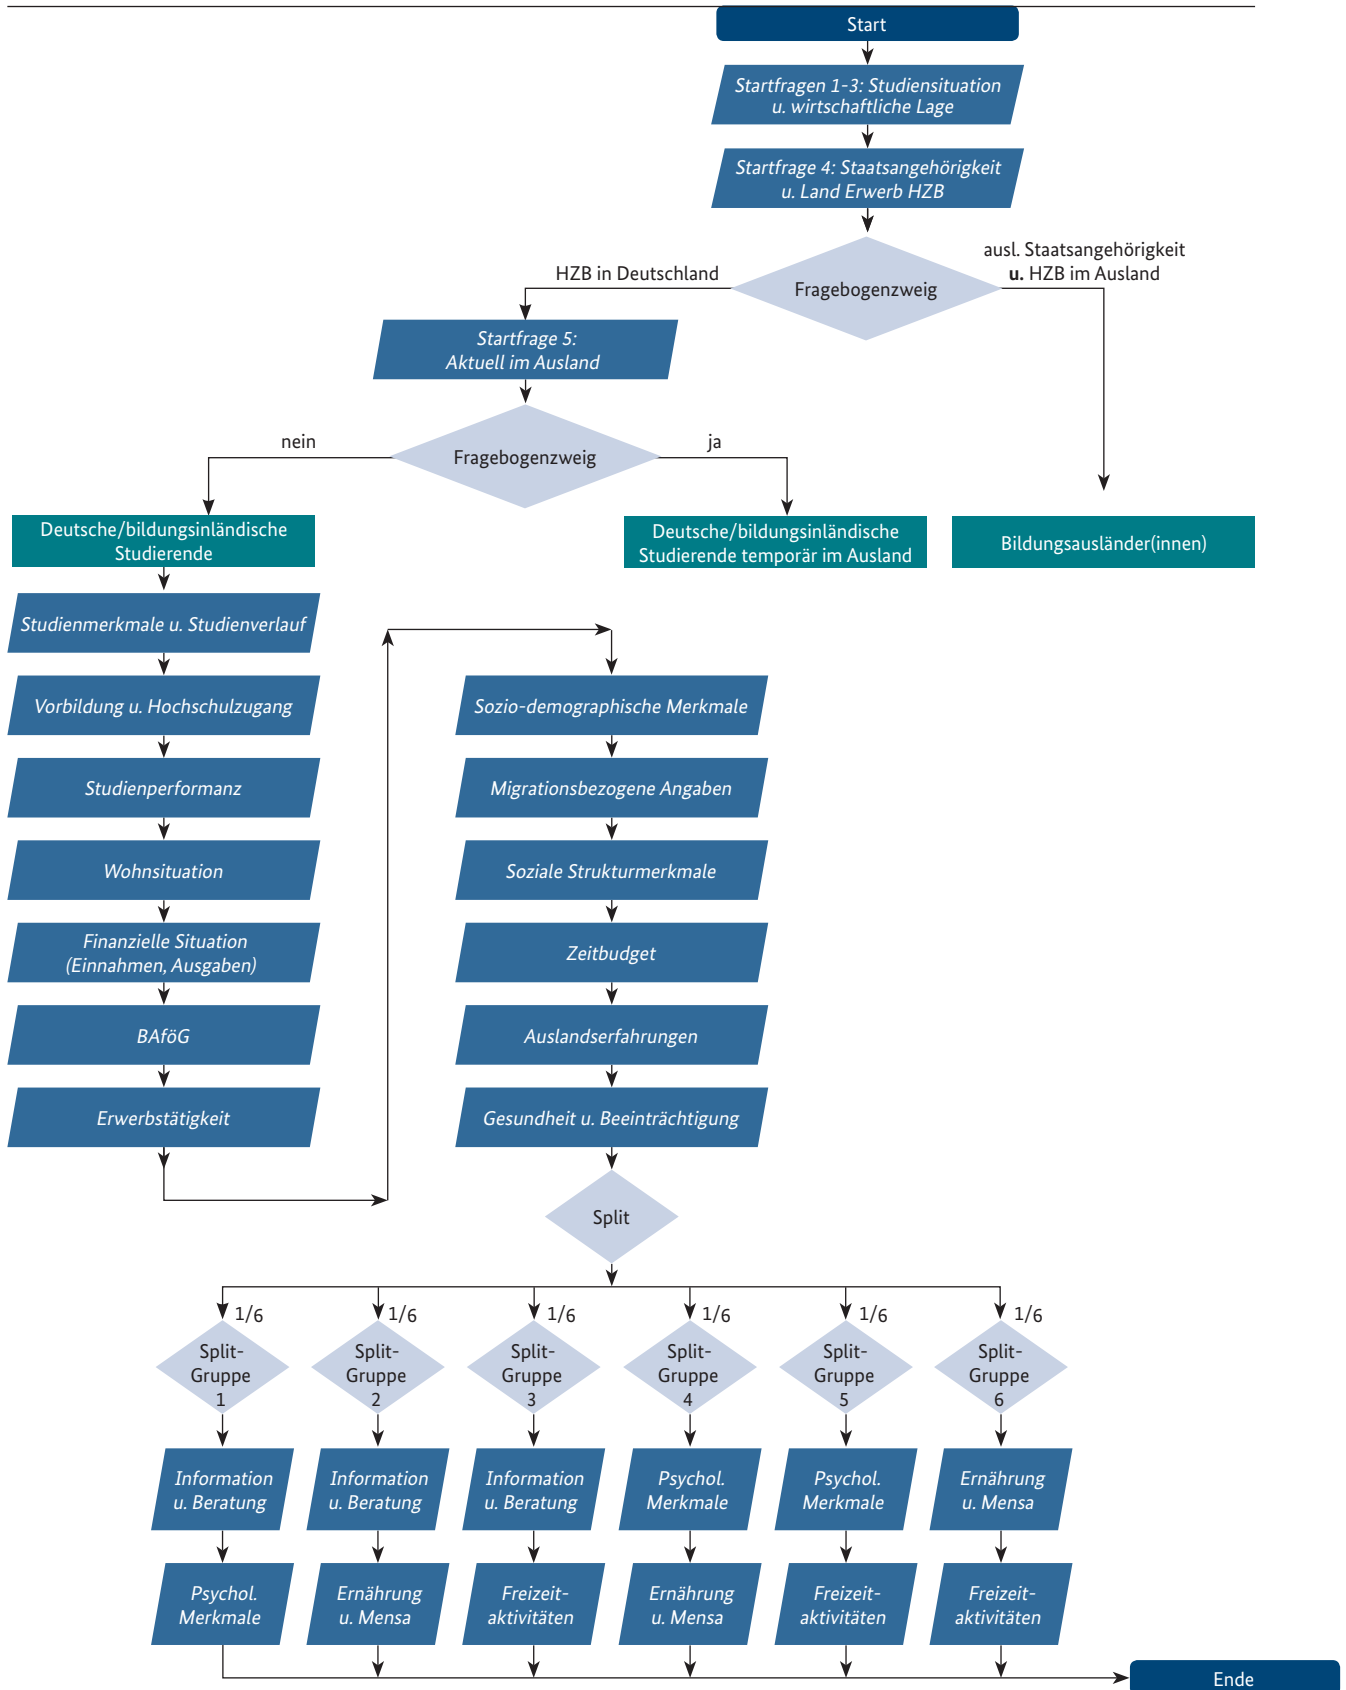 Start
Startfragen 1-3: Studiensituation
u. wirtschaftliche Lage
Startfrage 4: Staatsangehörigkeit
u. Land Erwerb HZB
Fragebogenzweig
HZB in Deutschland
ausl. Staatsangehörigkeit
u. HZB im Ausland
Startfrage 5:
Aktuell im Ausland
Fragebogenzweig
nein
ja
Deutsche/bildungsinländische
Studierende
Deutsche/bildungsinländische
Studierende temporär im Ausland
Bildungsausländer(innen)
Studienmerkmale u. Studienverlauf
Vorbildung u. Hochschulzugang
Studienperformanz
Wohnsituation
Finanzielle Situation
(Einnahmen, Ausgaben)
BAföG
Erwerbstätigkeit
Sozio-demographische Merkmale
Migrationsbezogene Angaben
Soziale Strukturmerkmale
Zeitbudget
Auslandserfahrungen
Gesundheit u. Beeinträchtigung
Split
1/6
1/6
1/6
1/6
1/6
1/6
Split-
Gruppe
1
Split-
Gruppe
2
Split-
Gruppe
3
Split-
Gruppe
4
Split-
Gruppe
5
Split-
Gruppe
6
Information
u. Beratung
Information
u. Beratung
Information
u. Beratung
Psychol.
Merkmale
Psychol.
Merkmale
Ernährung
u. Mensa
Psychol.
Merkmale
Ernährung
u. Mensa
Freizeit-
aktivitäten
Ernährung
u. Mensa
Freizeit-
aktivitäten
Freizeit-
aktivitäten
Ende